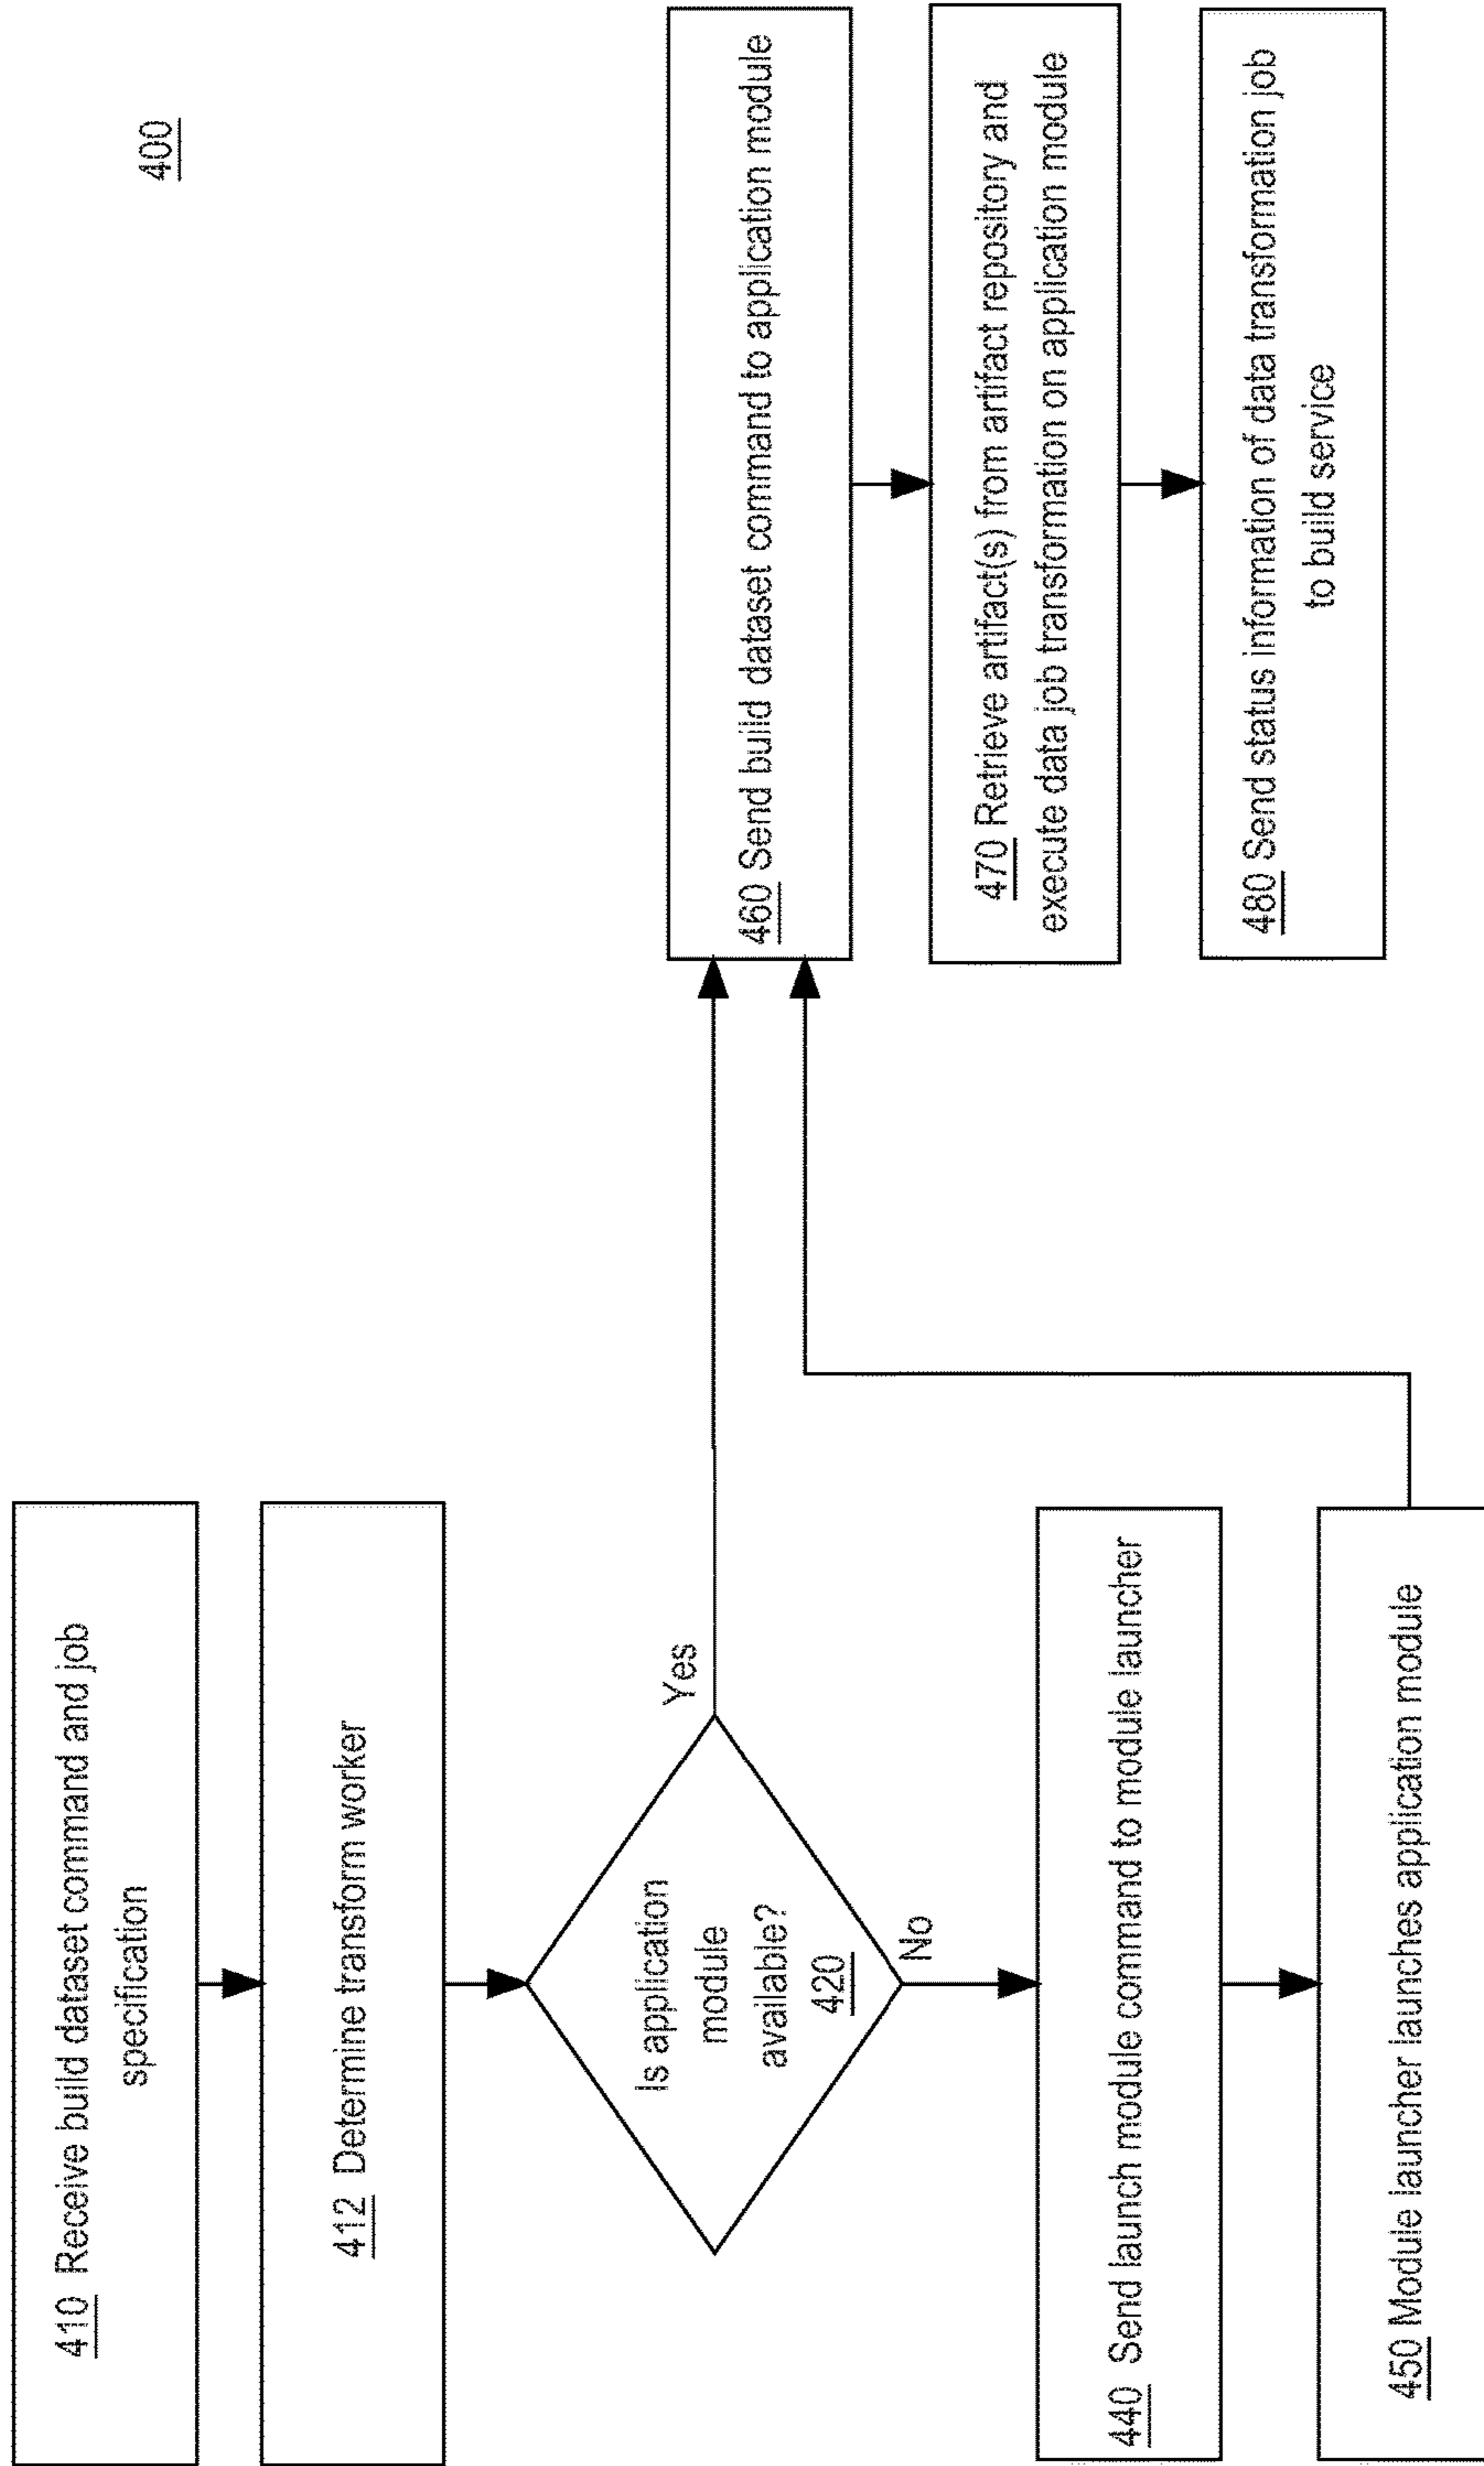 400
410 Receive build dataset command and job
specification
412 Determine transform worker
Is application
module
available?
420
Yes
No
440 Send launch module command to module launcher
450 Module launcher launches application module
460 Send build dataset command to application module
470 Retrieve artifact(s) from artifact repository and
execute data job transformation on application module
480 Send status information of data transformation job
to build service